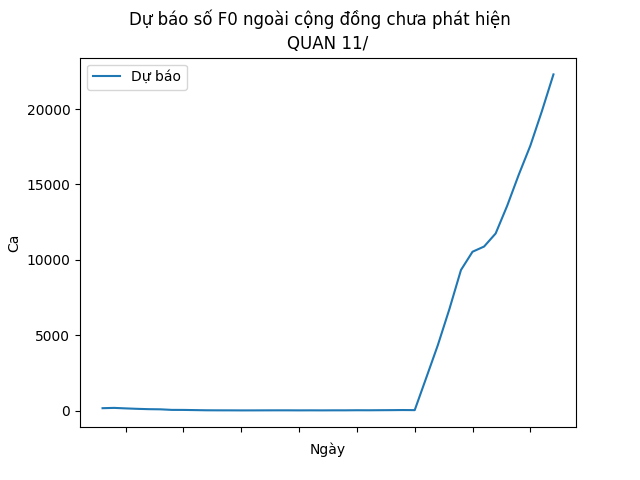 Dự báo số F0 ngoài cộng đồng chưa phát hiện
QUAN 11/
Dự báo
20000
15000
10000
5000
0
Ca
Ngày